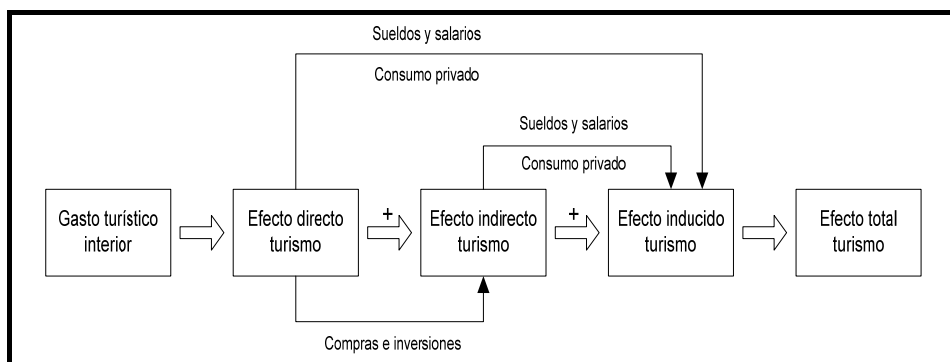 Sueldos y salarios
Consumo privado
Sueldos y salarios
Consumo privado
Gasto turístico
interior
Efecto directo
turismo
+
Efecto indirecto
turismo
+
Efecto inducido
turismo
Efecto total
turismo
Compras e inversiones